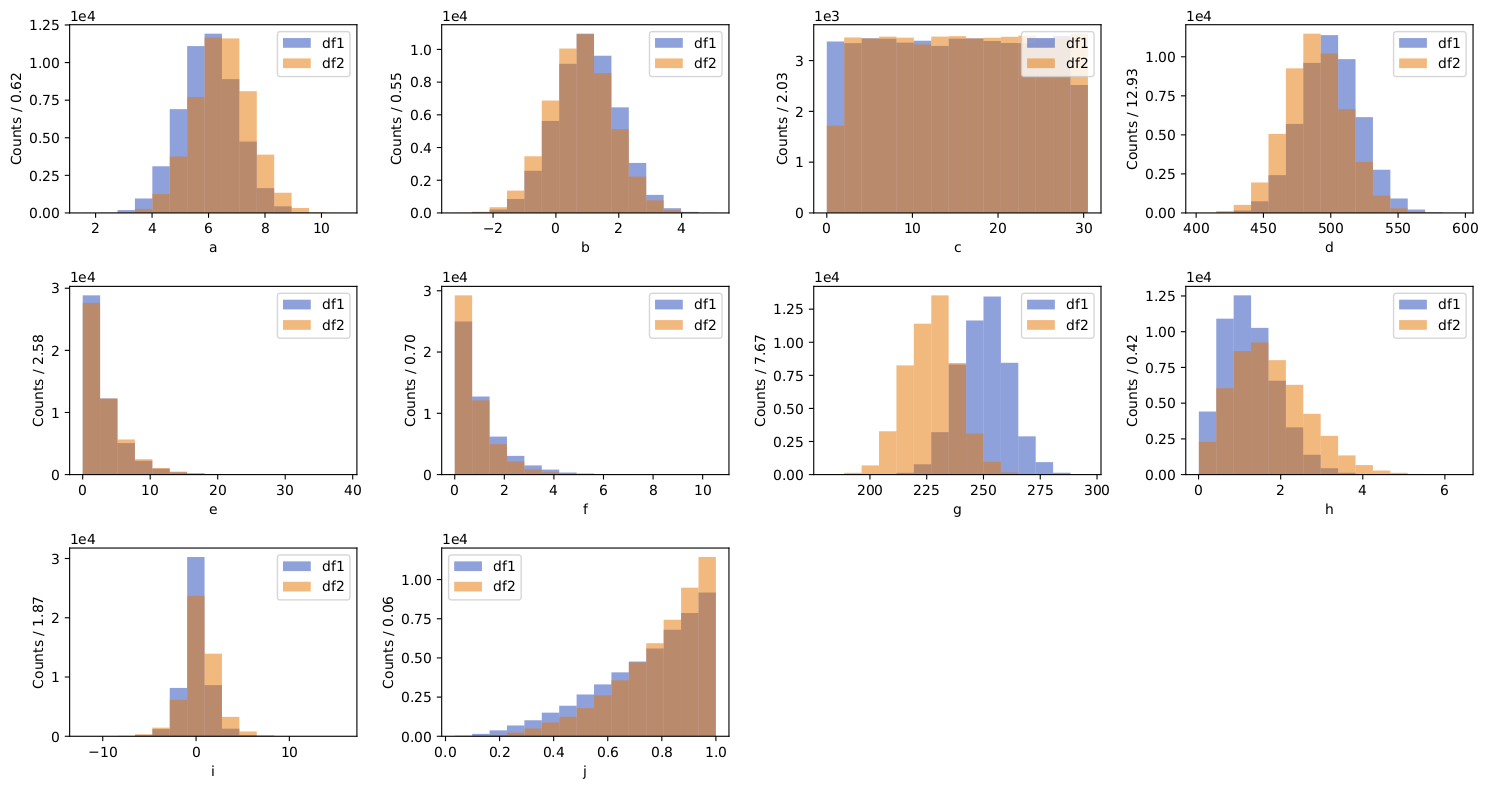 1e4
Counts / 0.62
1.25
1.00
0.75
0.50
0.25
0.00
2 4 6 8 10
a
df1
df2
1e4
Counts / 0.55
1.0
0.8
0.6
0.4
0.2
0.0
−2 0 2 4
b
df1
df2
1e3
Counts / 2.03
3
2
1
0
0 10 20 30
c
df1
df2
1e4
Counts / 12.93
1.00
0.75
0.50
0.25
0.00
400 450 500 550 600
d
df1
df2
1e4
Counts / 2.58
3
2
1
0
0 10 20 30 40
e
df1
df2
1e4
Counts / 0.70
3
2
1
0
0 2 4 6 8 10
f
df1
df2
1e4
Counts / 7.67
1.25
1.00
0.75
0.50
0.25
0.00
200 225 250 275 300
g
df1
df2
1e4
Counts / 0.42
1.25
1.00
0.75
0.50
0.25
0.00
0 2 4 6
h
df1
df2
1e4
Counts / 1.87
3
2
1
0
−10 0 10
i
df1
df2
1e4
Counts / 0.06
1.00
0.75
0.50
0.25
0.00
0.0 0.2 0.4 0.6 0.8 1.0
j
df1
df2